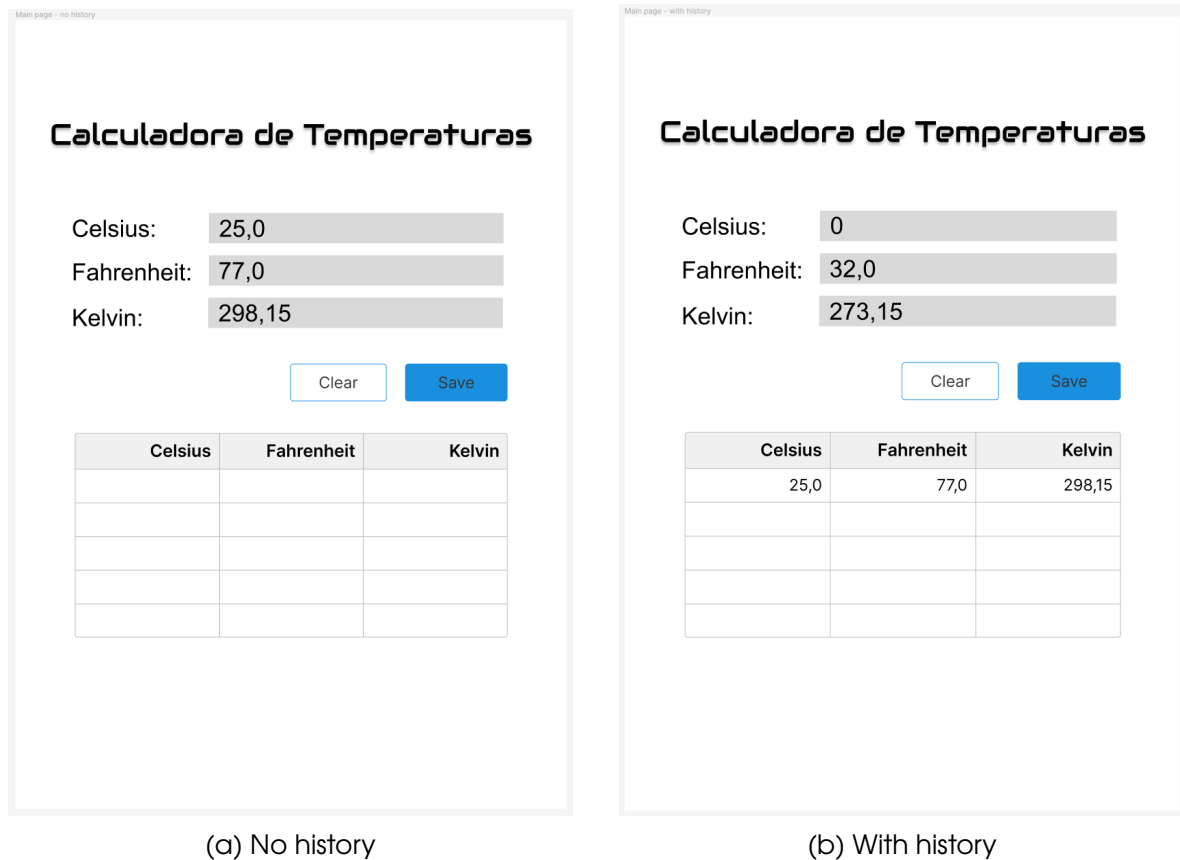 Main page - no history
Calculadora de Temperaturas
Celsius: 25,0
Fahrenheit: 77,0
Kelvin: 298,15
Clear Save
Celsius Fahrenheit Kelvin
(a) No history
Main page - with history
Calculadora de Temperaturas
Celsius: 0
Fahrenheit: 32,0
Kelvin: 273,15
Clear Save
Celsius Fahrenheit Kelvin
25,0 77,0 298,15
(b) With history